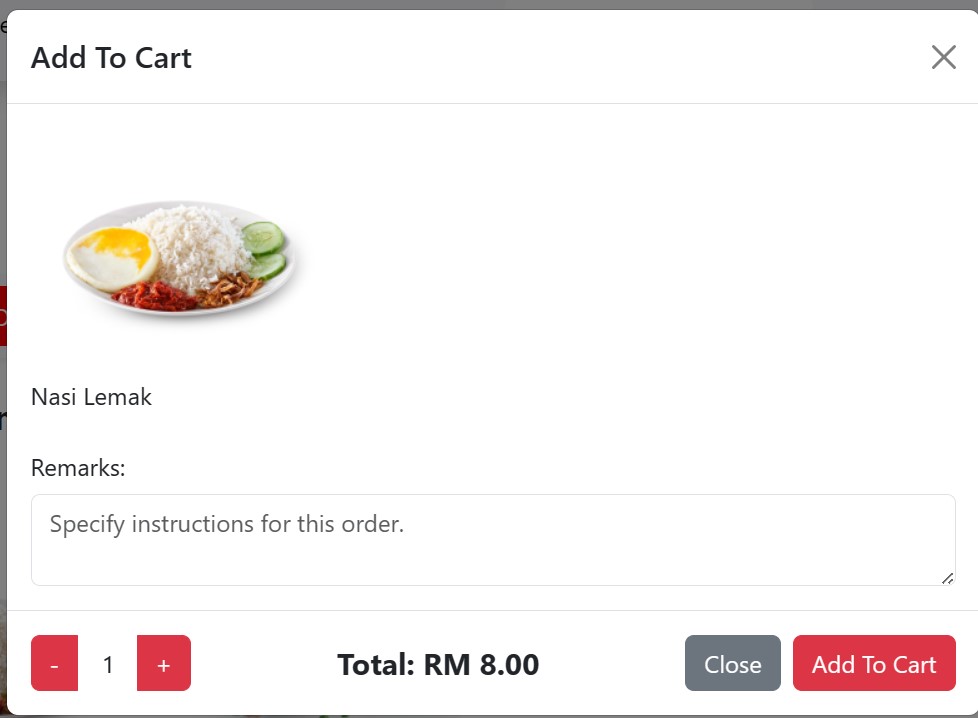 Add To Cart
Nasi Lemak
Remarks:
Specify instructions for this order.
- 1 + Total: RM 8.00 Close Add To Cart